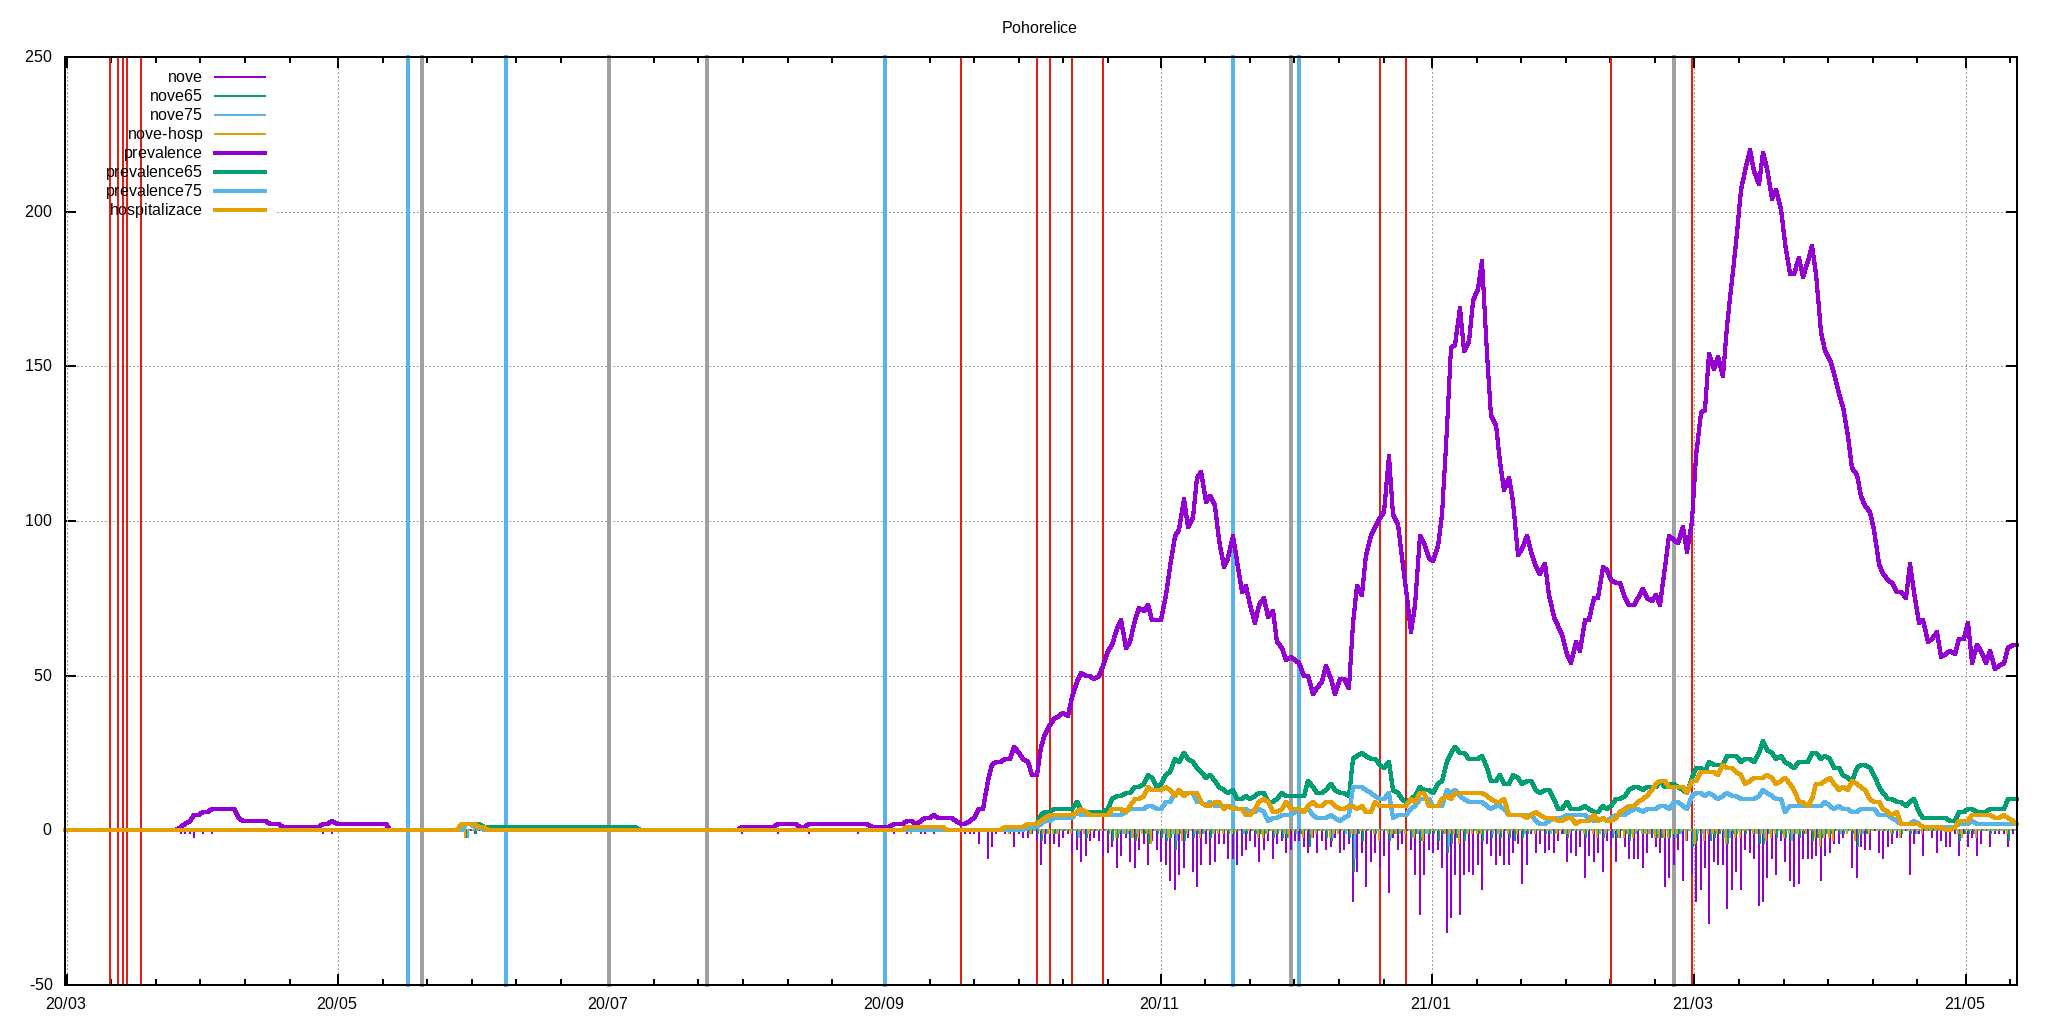 Pohorelice
250
200
150
100
50
0
-50
nove
nove65
nove75
nove-hosp
prevalence
prevalence65
prevalence75
hospitalizace
20/03 20/05 20/07 20/09 20/11 21/01 21/03 21/05